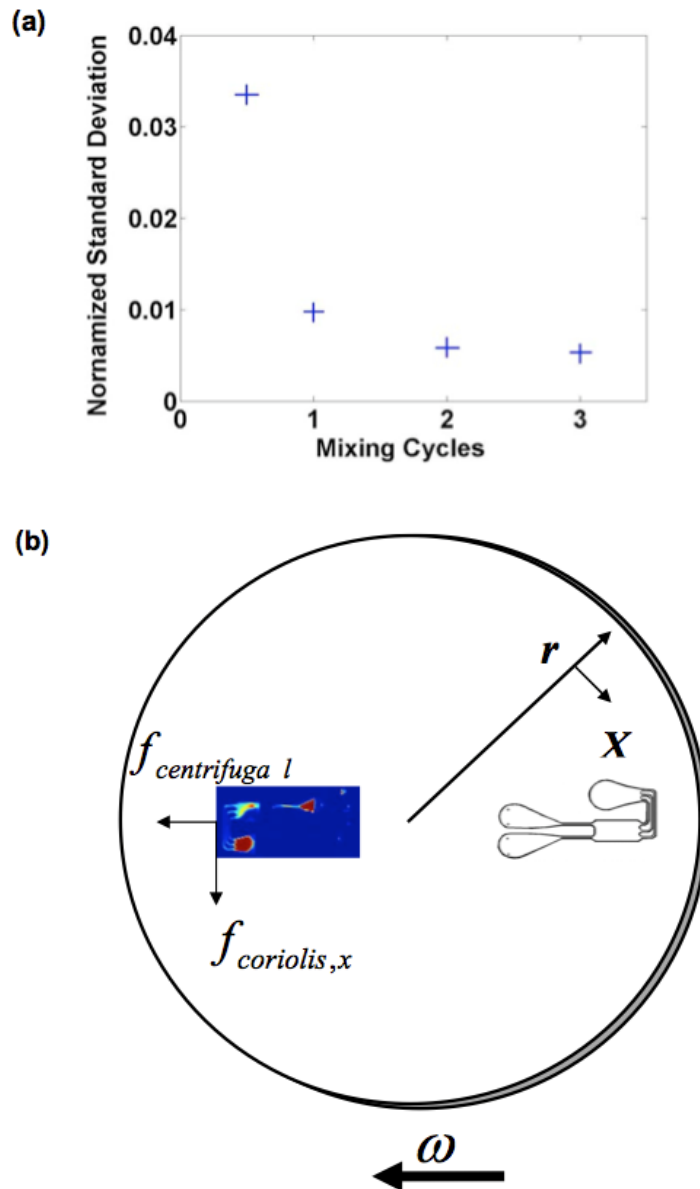 (a)
0.04
0.03
0.02
0.01
0
Nornamized Standard Deviation
0 1 2 3
Mixing Cycles
(b)
r
X
f centrifuga l
f coriolis,x
ω